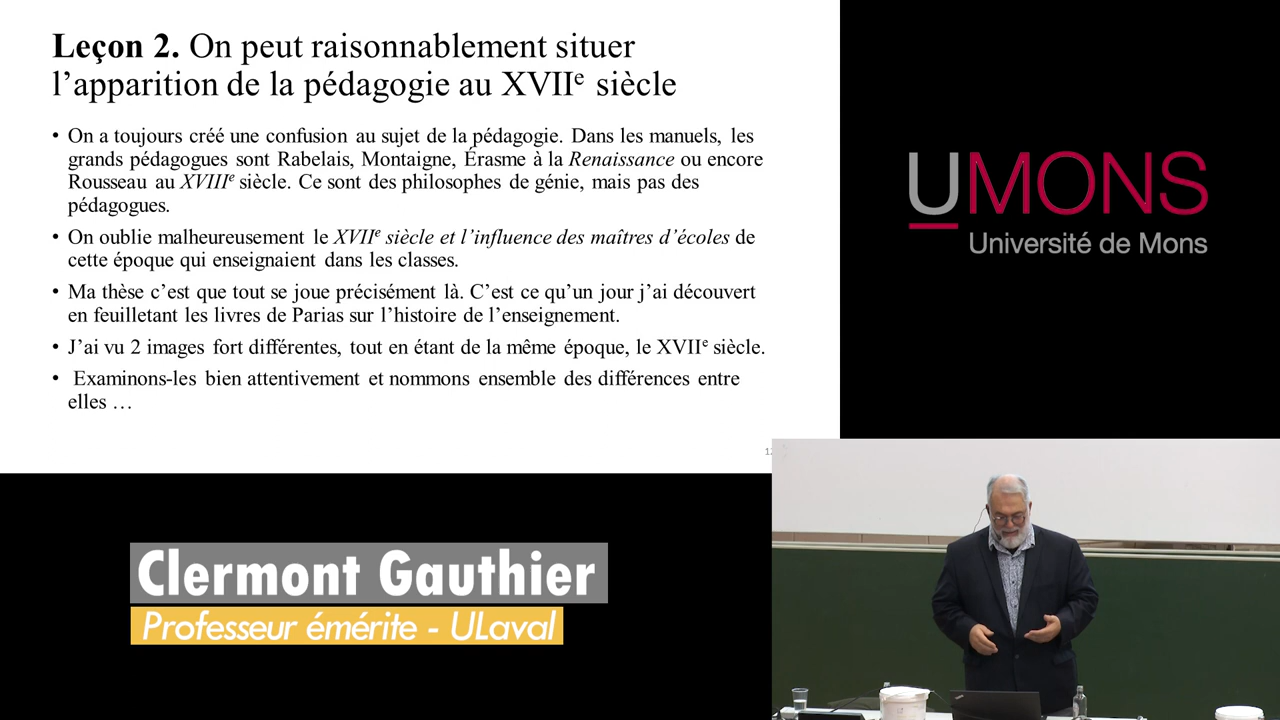 Leçon 2. On peut raisonnablement situer
l’apparition de la pédagogie au XVIIe siècle
• On a toujours créé une confusion au sujet de la pédagogie. Dans les manuels, les
grands pédagogues sont Rabelais, Montaigne, Érasme à la Renaissance ou encore
Rousseau au XVIIIe siècle. Ce sont des philosophes de génie, mais pas des
pédagogues.
• On oublie malheureusement le XVIIe siècle et l’influence des maîtres d’écoles de
cette époque qui enseignaient dans les classes.
• Ma thèse c’est que tout se joue précisément là. C’est ce qu’un jour j’ai découvert
en feuilletant les livres de Parias sur l’histoire de l’enseignement.
• J’ai vu 2 images fort différentes, tout en étant de la même époque, le XVIIe siècle.
• Examinons-les bien attentivement et nommons ensemble des différences entre
elles …
UMONS
Université de Mons
Clermont Gauthier
Professeur émérite - ULaval